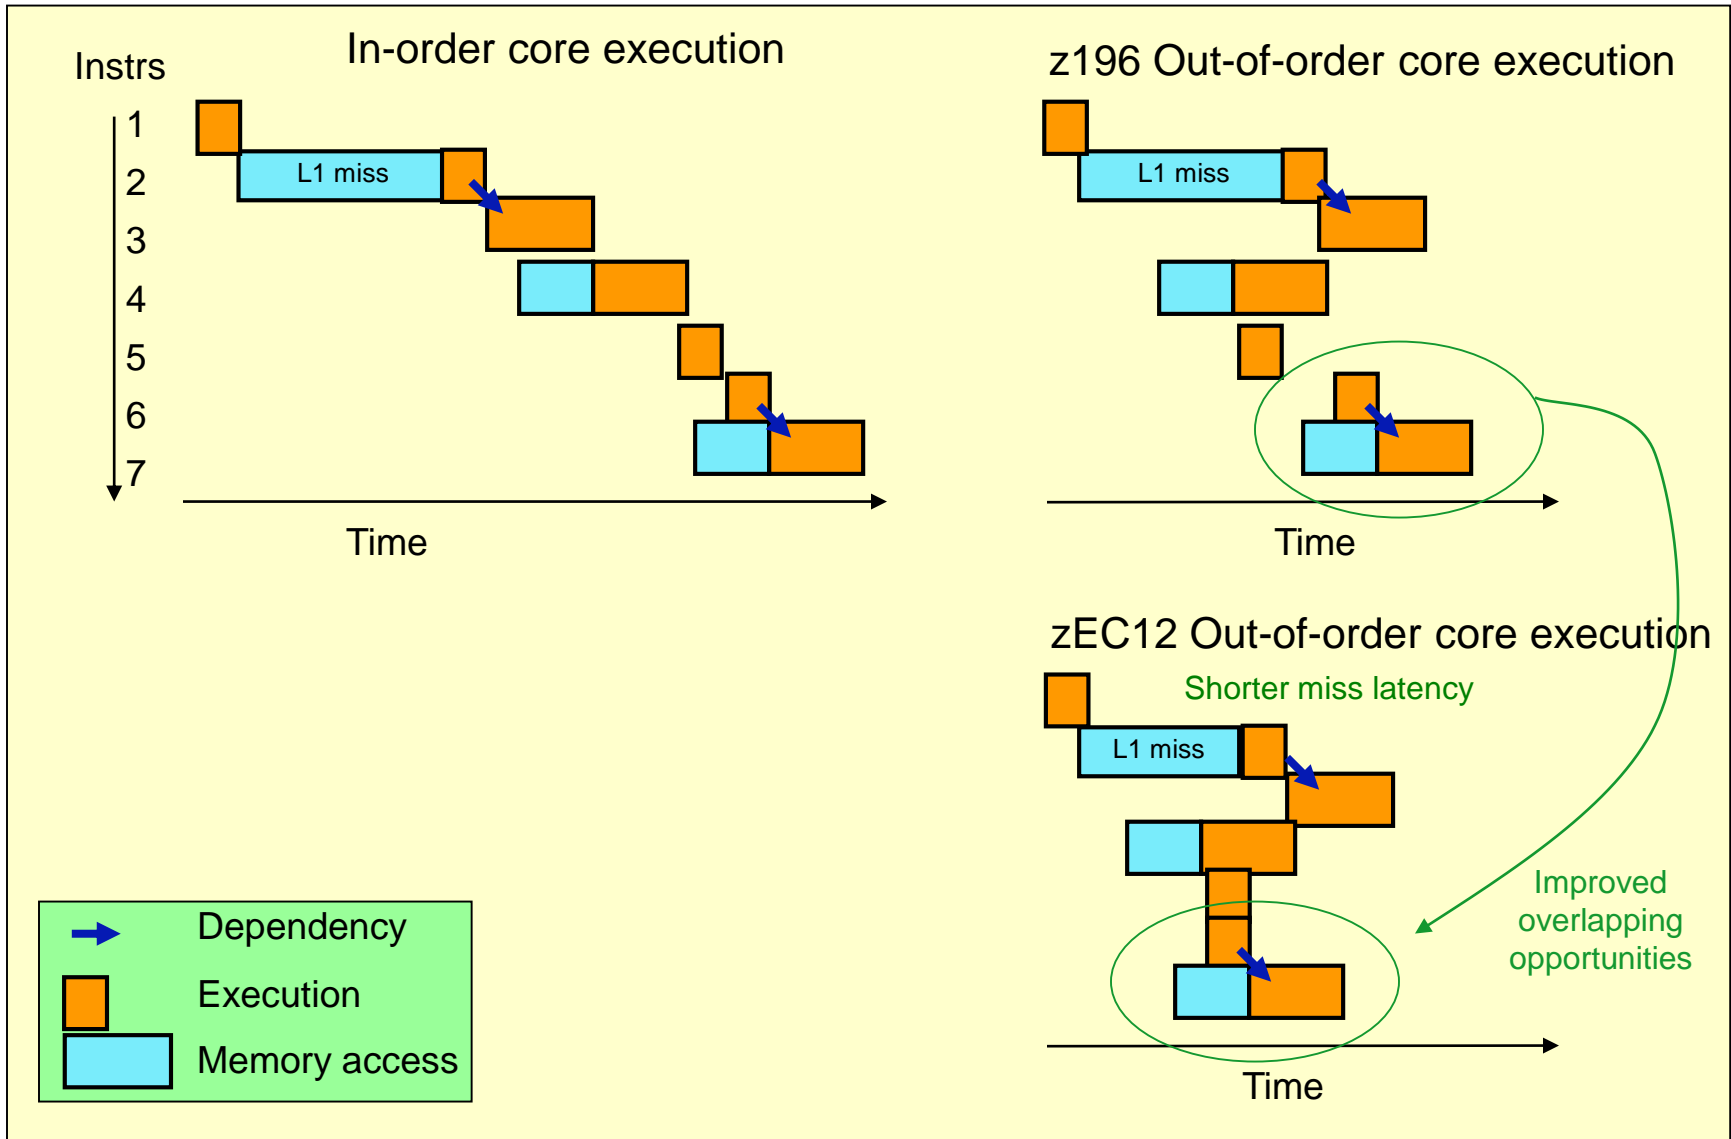 In-order core execution
Instrs
1
2
3
4
5
6
7
L1 miss
Time
z196 Out-of-order core execution
L1 miss
Time
zEC12 Out-of-order core execution
Shorter miss latency
L1 miss
Improved
overlapping
opportunities
Time
Dependency
Execution
Memory access